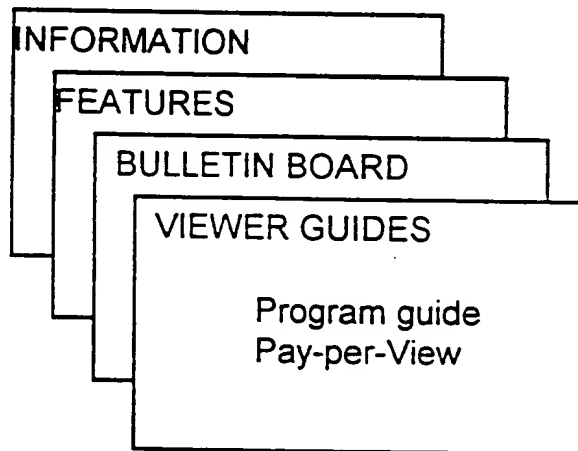 INFORMATION
FEATURES
BULLETIN BOARD
VIEWER GUIDES
Program guide
Pay-per-View